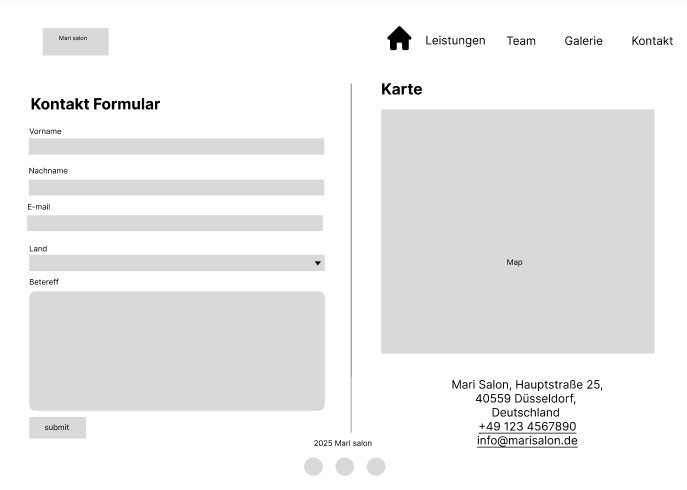 Mari salon
Leistungen
Team
Galerie
Kontakt
Kontakt Formular
Vorname
Nachname
E-mail
Land
Betereff
submit
Karte
Map
Mari Salon, Hauptstraße 25,
40559 Düsseldorf,
Deutschland
+49 123 4567890
info@marisalon.de
2025 Mari salon